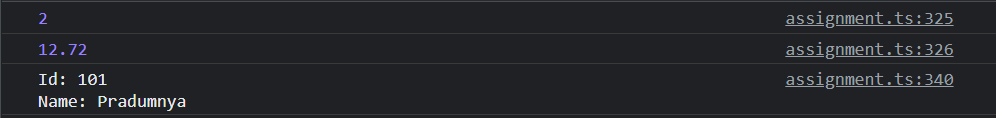 2 assignment.ts:325
12.72 assignment.ts:326
Id: 101 assignment.ts:340
Name: Pradumnya